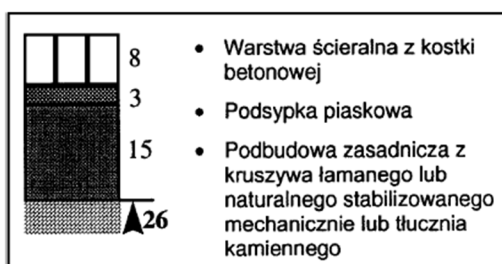 8
3
15
26
• Warstwa ścieralna z kostki
betonowej
• Podsypka piaskowa
• Podbudowa zasadnicza z
kruszywa łamanego lub
naturalnego stabilizowanego
mechanicznie lub tłucznia
kamiennego